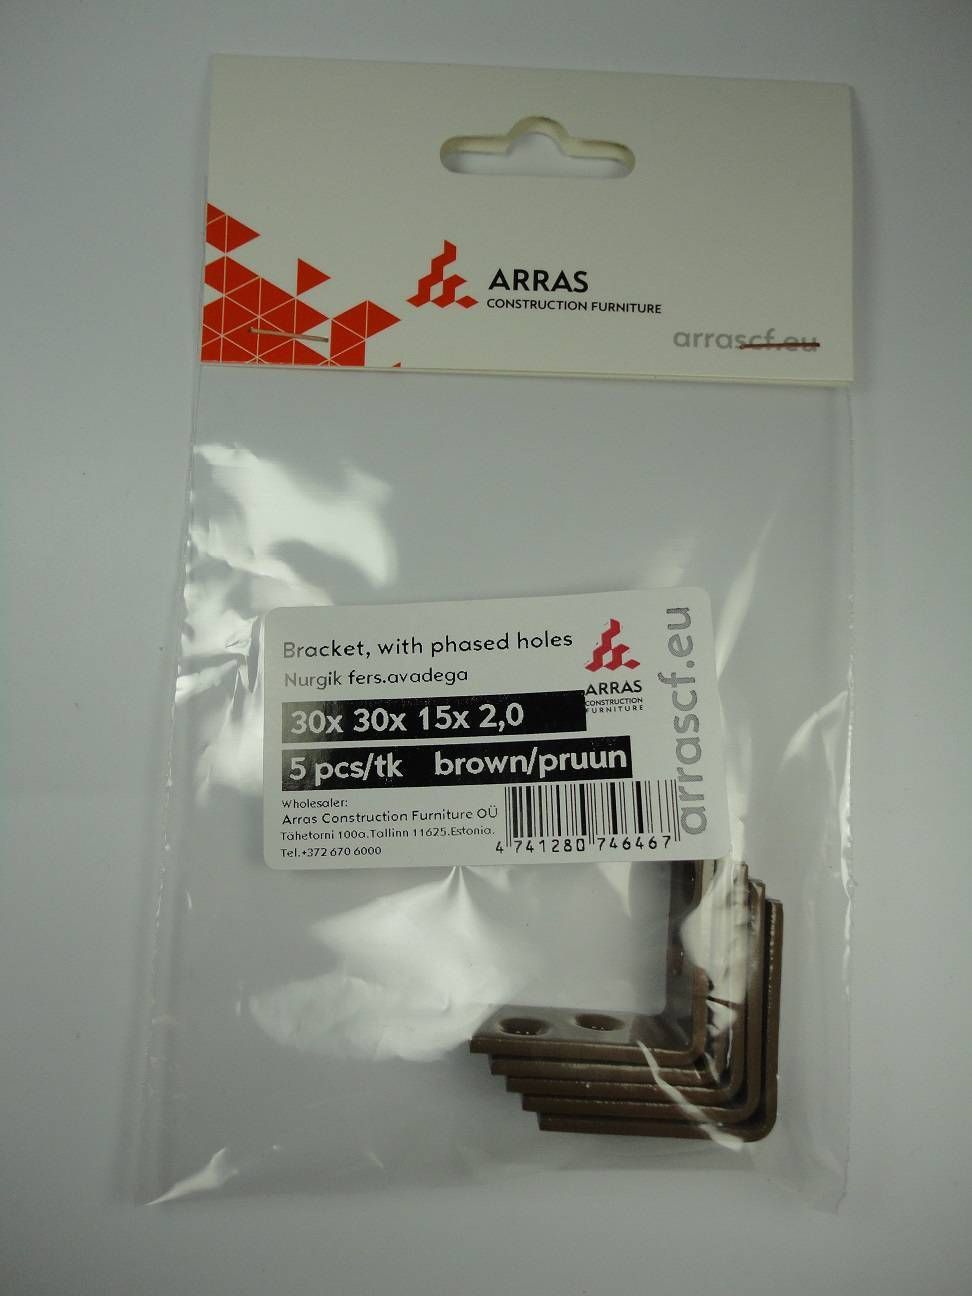 ARRAS
CONSTRUCTION FURNITURE
arrascf.eu
Bracket, with phased holes
Nurgik fers.avadega
30x 30x 15x 2,0
5 pcs/tk brown/pruun
ARRAS
CONSTRUCTION
FURNITURE
arrascf.eu
Wholesaler:
Arras Construction Furniture OÜ
Tähetorni 100a.Tallinn 11625.Estonia.
Tel.+372 670 6000
4 741280 746467